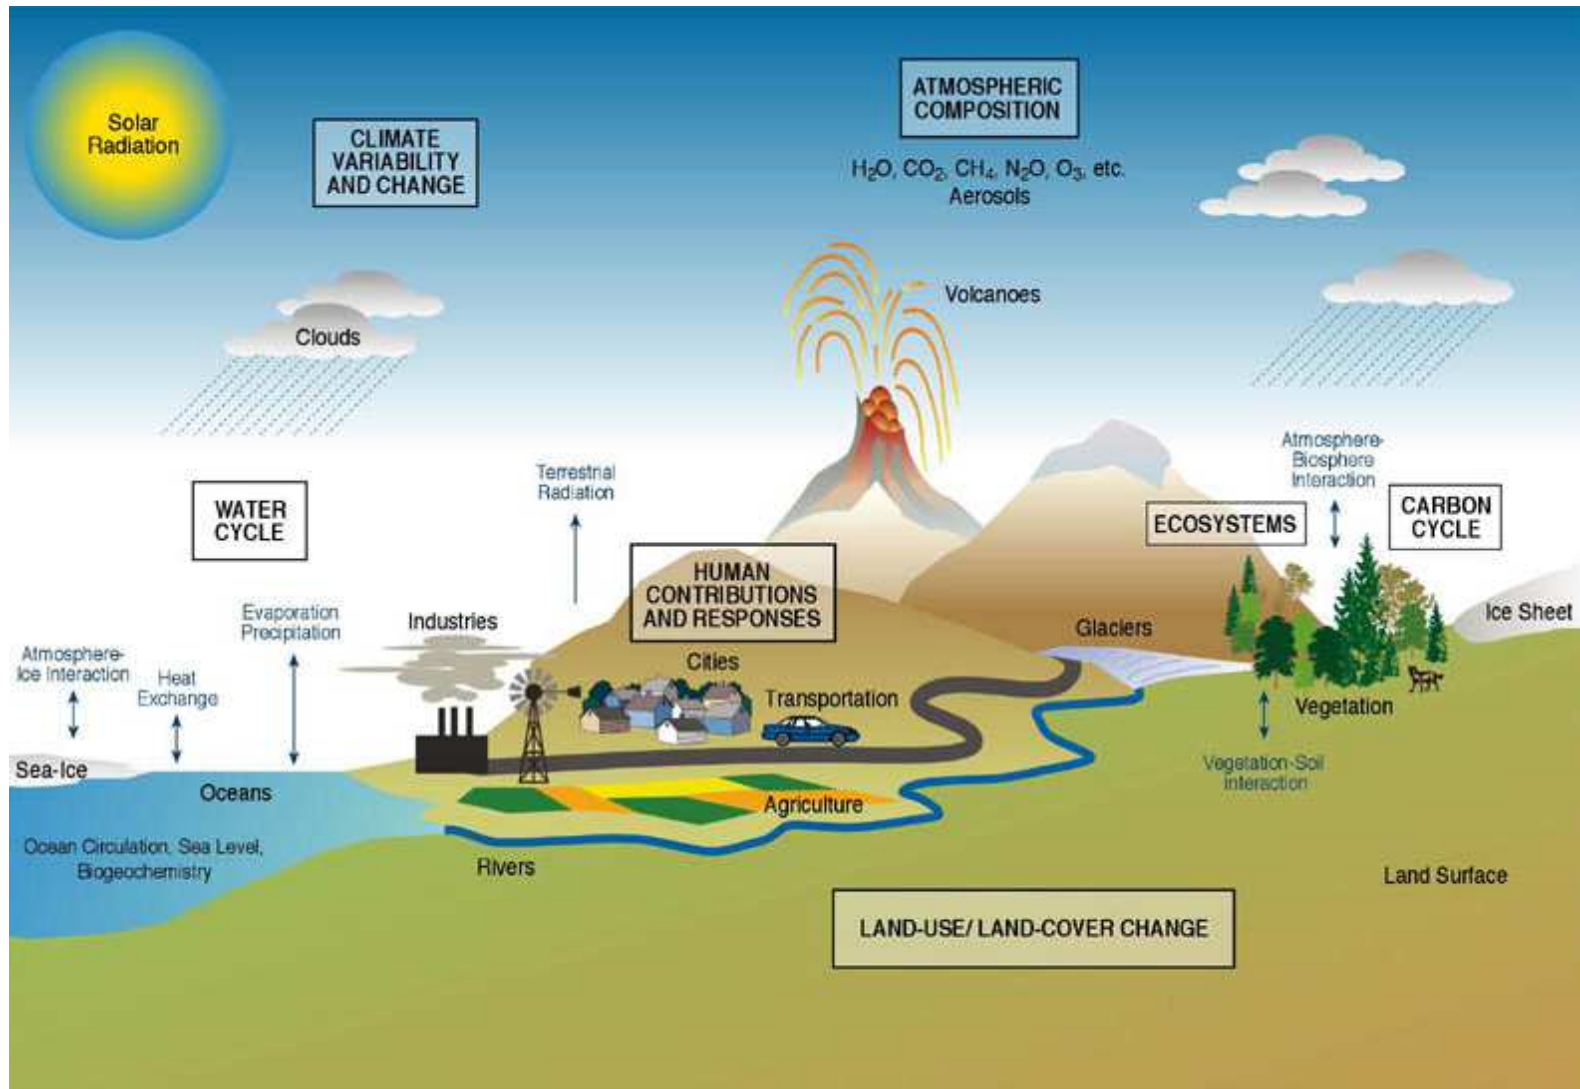 Solar
Radiation
CLIMATE
VARIABILITY
AND CHANGE
ATMOSPHERIC
COMPOSITION
H₂O, CO₂, CH₄, N₂O, O₃, etc.
Aerosols
Volcanoes
Clouds
Atmosphere-
Biosphere
Interaction
Terrestrial
Radiation
WATER
CYCLE
ECOSYSTEMS
CARBON
CYCLE
HUMAN
CONTRIBUTIONS
AND RESPONSES
Evaporation
Precipitation
Industries
Ice Sheet
Glaciers
Atmosphere-
Ice Interaction
Heat
Exchange
Cities
Transportation
Vegetation
Sea-Ice
Oceans
Vegetation-Soil
Interaction
Agriculture
Ocean Circulation, Sea Level,
Biogeochemistry
Rivers
Land Surface
LAND-USE/ LAND-COVER CHANGE